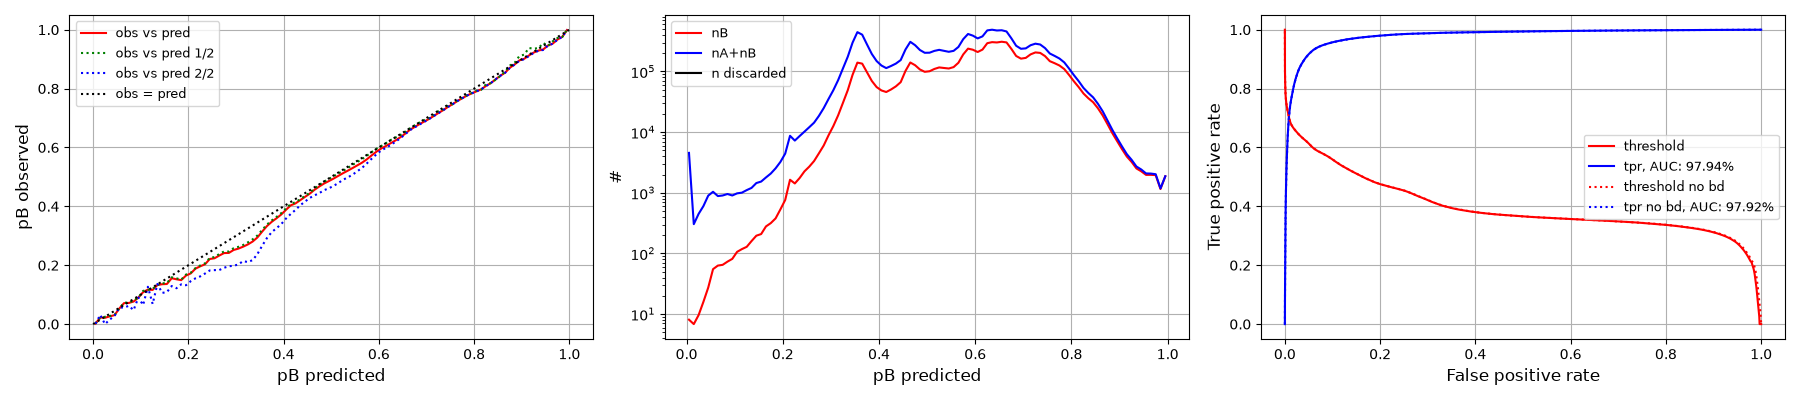 1.0
0.8
0.6
0.4
0.2
0.0
pB observed
obs vs pred
obs vs pred 1/2
obs vs pred 2/2
obs = pred
0.0 0.2 0.4 0.6 0.8 1.0
pB predicted
10⁵
10⁴
10³
10²
10¹
#
nB
nA+nB
n discarded
0.0 0.2 0.4 0.6 0.8 1.0
pB predicted
1.0
0.8
0.6
0.4
0.2
0.0
True positive rate
threshold
tpr, AUC: 97.94%
threshold no bd
tpr no bd, AUC: 97.92%
0.0 0.2 0.4 0.6 0.8 1.0
False positive rate